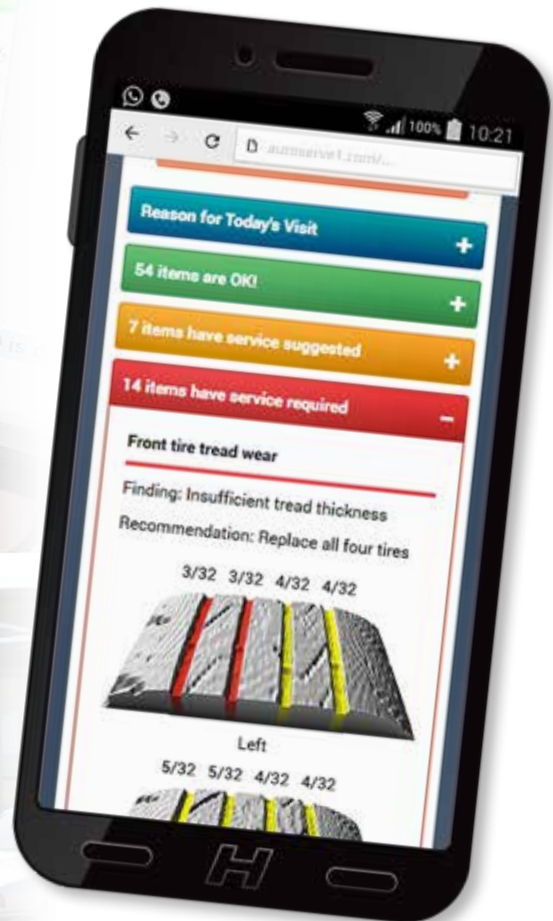 100% 10:21
autoserve1.com/...
Reason for Today's Visit +
54 items are OK! +
7 items have service suggested +
14 items have service required −
Front tire tread wear
Finding: Insufficient tread thickness
Recommendation: Replace all four tires
3/32 3/32 4/32 4/32
Left
5/32 5/32 4/32 4/32
H